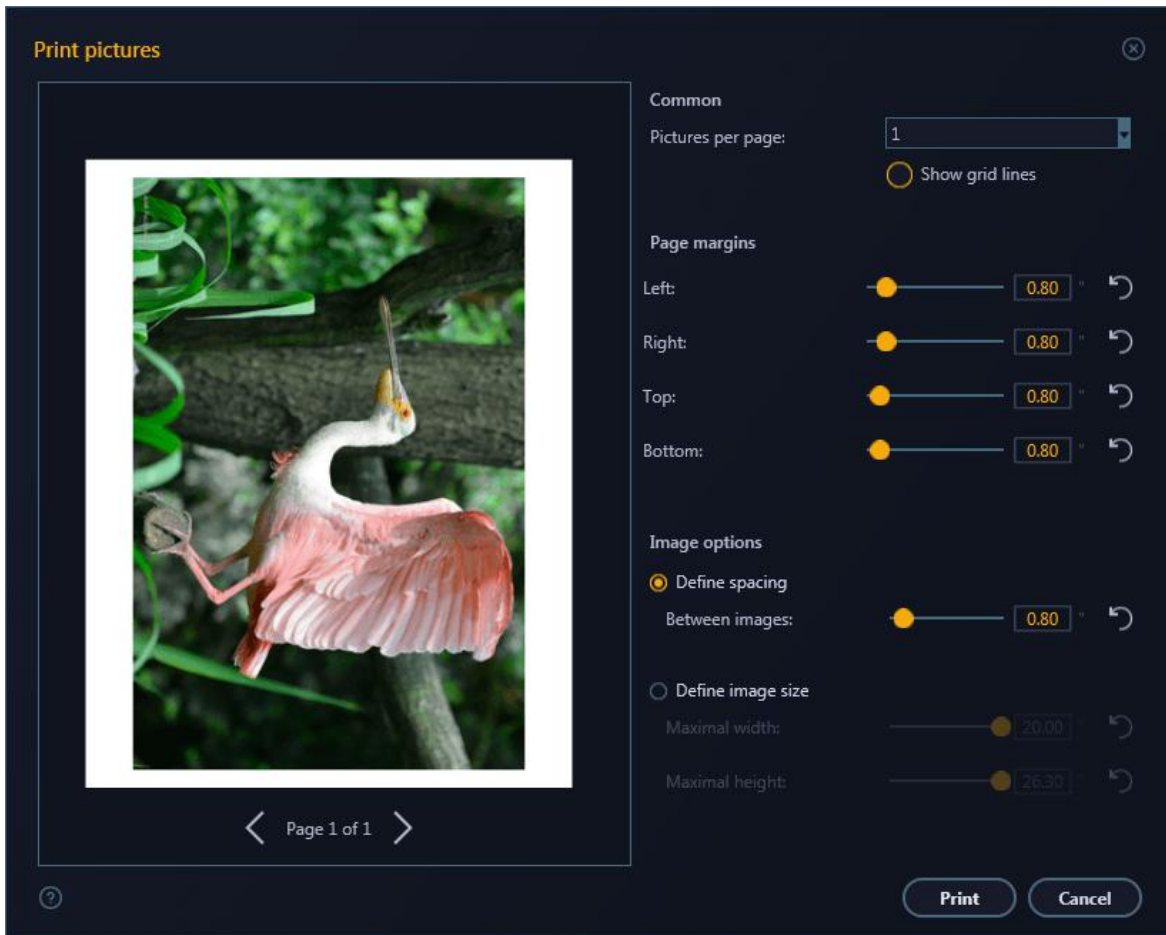 Print pictures
Common
Pictures per page: 1
Show grid lines
Page margins
Left: 0.80 "
Right: 0.80 "
Top: 0.80 "
Bottom: 0.80 "
Image options
Define spacing
Between images: 0.80 "
Define image size
Maximal width: 20.00 "
Maximal height: 26.30 "
Page 1 of 1
?
Print Cancel